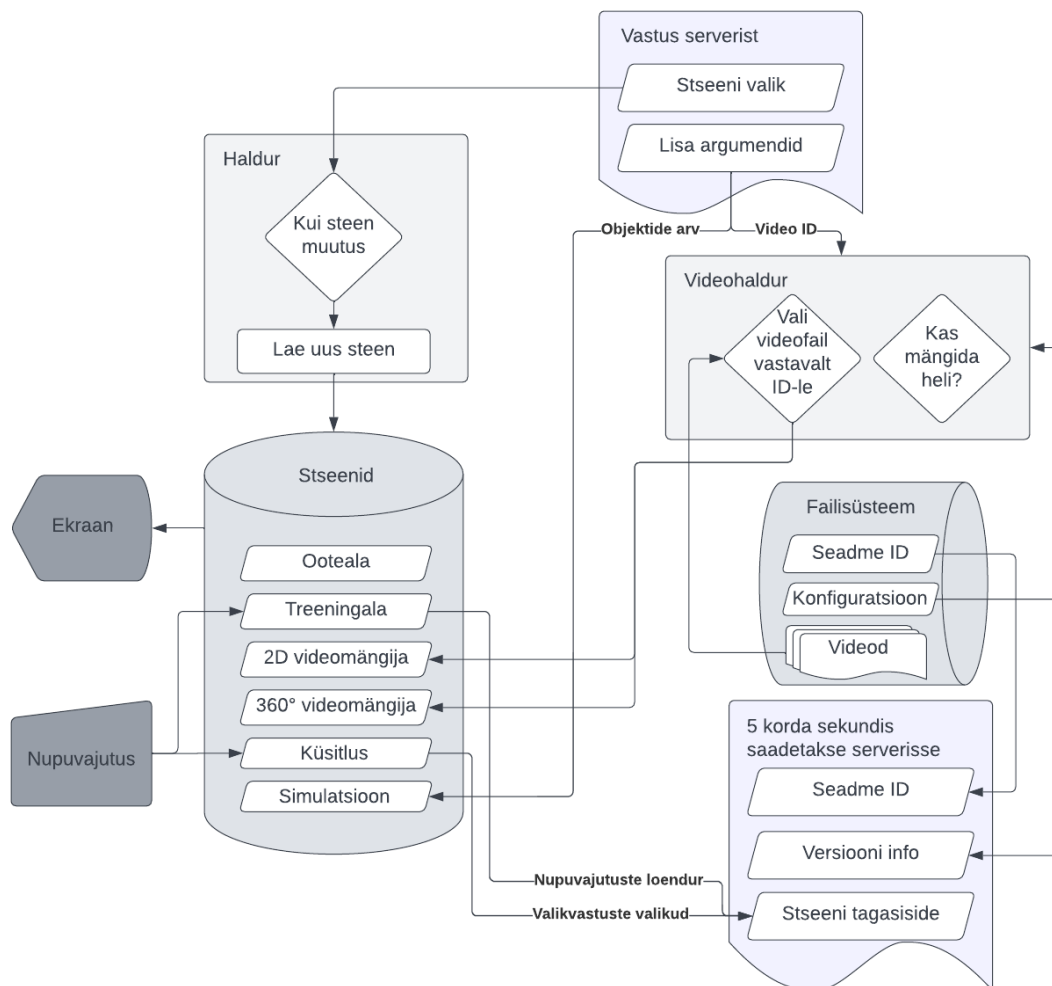 Vastus serverist
Stseeni valik
Lisa argumendid
Haldur
Kui steen
muutus
Lae uus steen
Objektide arv
Video ID
Videohaldur
Vali
videofail
vastavalt
ID-le
Kas
mängida
heli?
Stseenid
Ooteala
Treeningala
2D videomängija
360° videomängija
Küsitlus
Simulatsioon
Ekraan
Nupuvajutus
Failisüsteem
Seadme ID
Konfiguratsioon
Videod
5 korda sekundis
saadetakse serverisse
Seadme ID
Versiooni info
Stseeni tagasiside
Nupuvajutuste loendur
Valikvastuste valikud